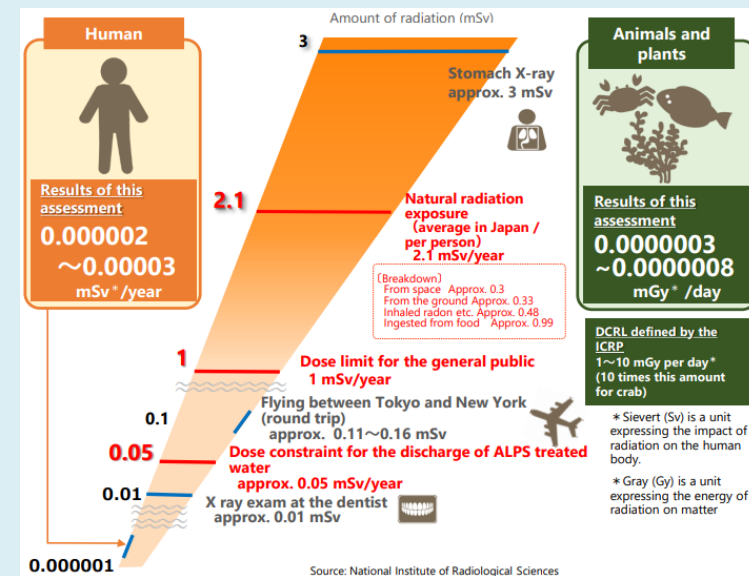 Amount of radiation (mSv)
Human
Results of this
assessment
0.000002
~0.00003
mSv*/year
3
Stomach X-ray
approx. 3 mSv
2.1
Natural radiation
exposure
(average in Japan /
per person)
2.1 mSv/year
〔Breakdown〕
From space Approx. 0.3
From the ground Approx. 0.33
Inhaled radon etc. Approx. 0.48
Ingested from food Approx. 0.99
1
Dose limit for the general public
1 mSv/year
0.1
Flying between Tokyo and New York
(round trip)
approx. 0.11~0.16 mSv
0.05
Dose constraint for the discharge of ALPS treated
water
approx. 0.05 mSv/year
0.01
X ray exam at the dentist
approx. 0.01 mSv
0.000001
Source: National Institute of Radiological Sciences
Animals and
plants
Results of this
assessment
0.0000003
~0.0000008
mGy* /day
DCRL defined by the
ICRP
1~10 mGy per day*
(10 times this amount
for crab)
*Sievert (Sv) is a unit
expressing the impact of
radiation on the human
body.
*Gray (Gy) is a unit
expressing the energy of
radiation on matter